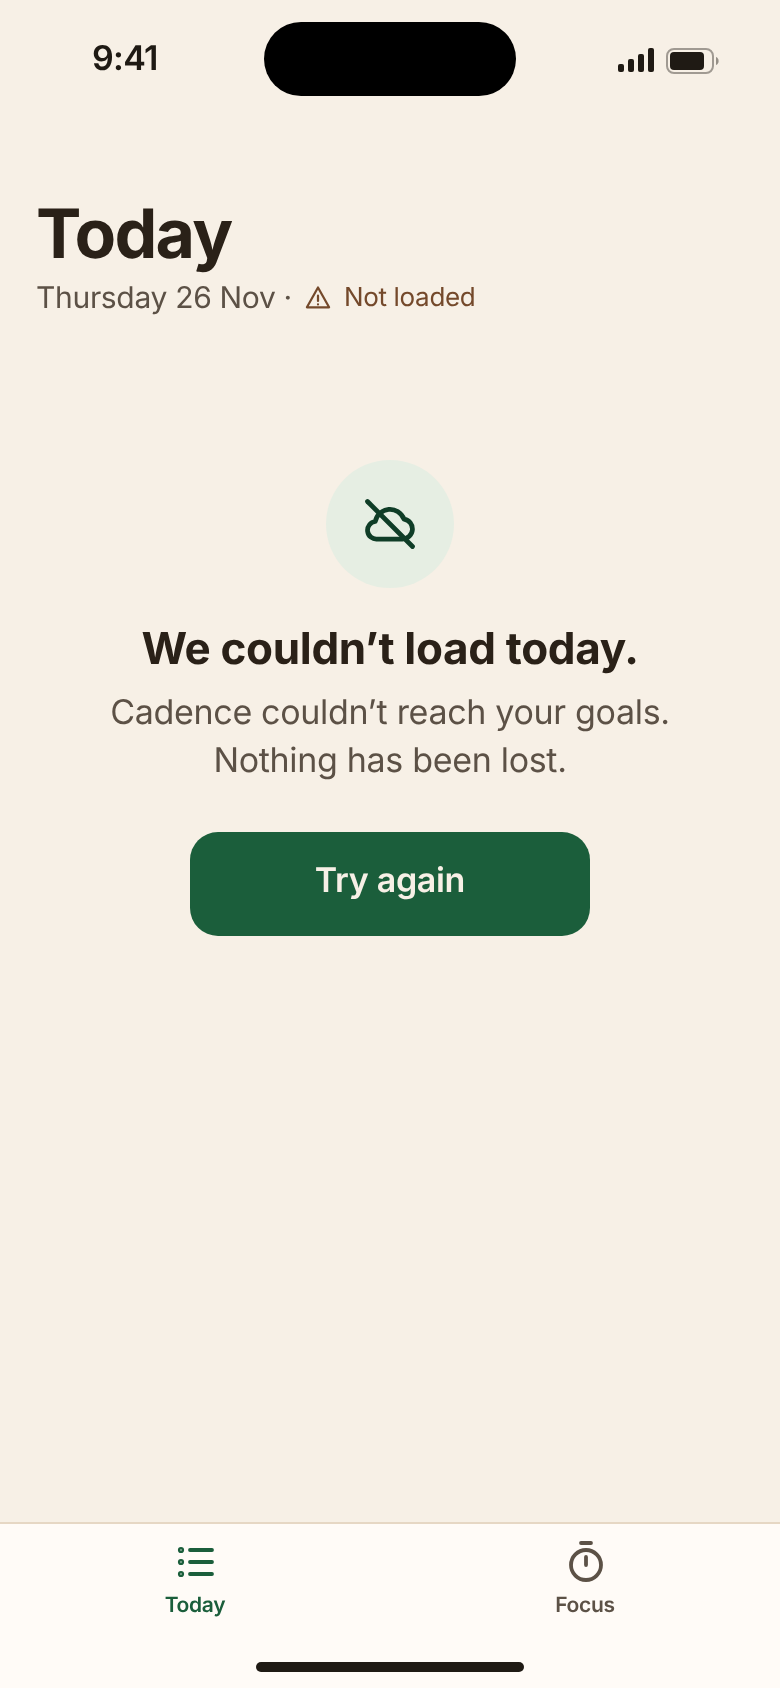 9:41
Today
Thursday 26 Nov · Not loaded
We couldn’t load today.
Cadence couldn’t reach your goals.
Nothing has been lost.
Try again
Today
Focus